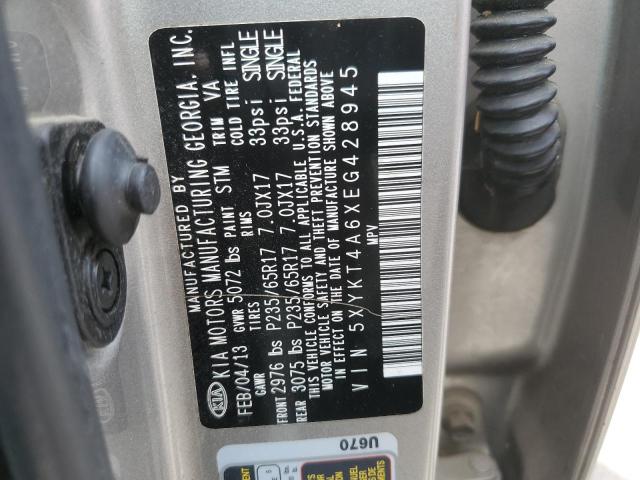 MANUFACTURED BY
KIA KIA MOTORS MANUFACTURING GEORGIA, INC.
FEB/04/13 GVWR 5072 lbs PAINT STM TRIM VA
GAWR TIRES RIMS COLD TIRE INFL
FRONT 2976 lbs P235/65R17 7.0JX17 33psi SINGLE
REAR 3075 lbs P235/65R17 7.0JX17 33psi SINGLE
THIS VEHICLE CONFORMS TO ALL APPLICABLE U.S.A. FEDERAL
MOTOR VEHICLE SAFETY AND THEFT PREVENTION STANDARDS
IN EFFECT ON THE DATE OF MANUFACTURE SHOWN ABOVE
VIN 5XYKT4A6XEG428945
MPV
U670